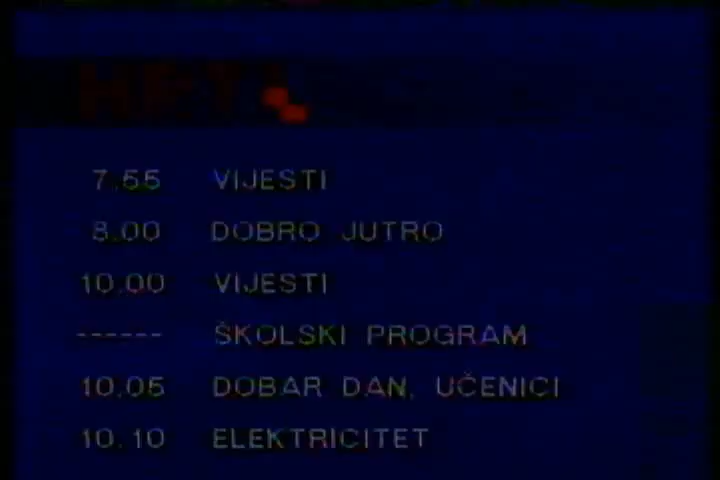 7.55 VIJESTI
8.00 DOBRO JUTRO
10.00 VIJESTI
------ ŠKOLSKI PROGRAM
10.05 DOBAR DAN, UČENICI
10.10 ELEKTRICITET